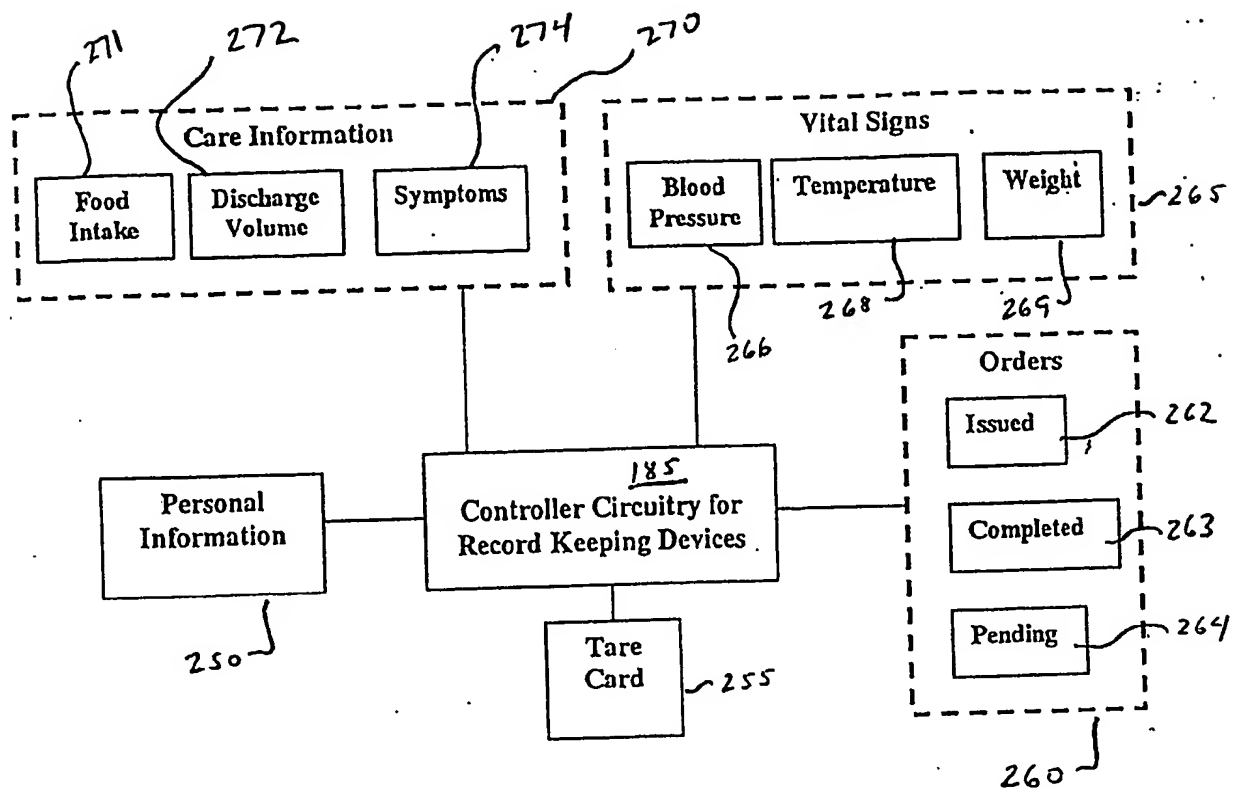 271
272
274
270
Care Information
Food
Intake
Discharge
Volume
Symptoms
Vital Signs
Blood
Pressure
Temperature
Weight
265
266
268
269
Orders
Issued
262
Completed
263
Pending
264
260
185
Controller Circuitry for
Record Keeping Devices
Personal
Information
250
Tare
Card
255